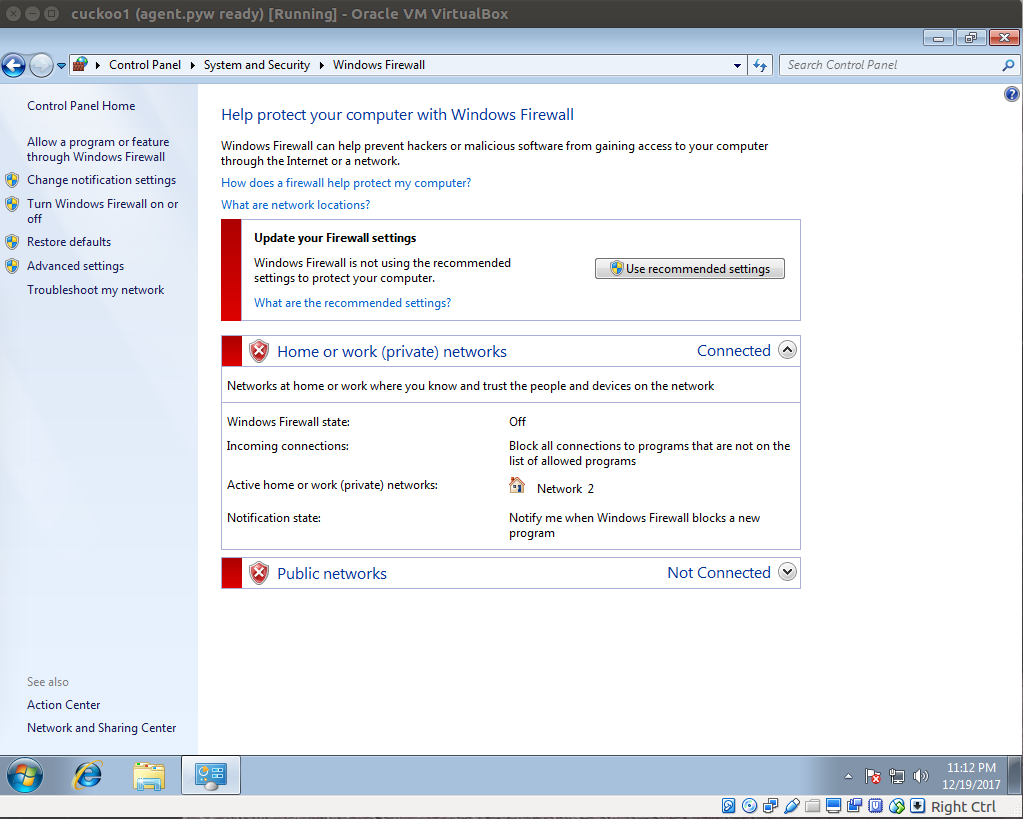 cuckoo1 (agent.pyw ready) [Running] - Oracle VM VirtualBox
Control Panel System and Security Windows Firewall
Search Control Panel
Control Panel Home
Allow a program or feature
through Windows Firewall
Change notification settings
Turn Windows Firewall on or
off
Restore defaults
Advanced settings
Troubleshoot my network
Help protect your computer with Windows Firewall
Windows Firewall can help prevent hackers or malicious software from gaining access to your computer
through the Internet or a network.
How does a firewall help protect my computer?
What are network locations?
Update your Firewall settings
Windows Firewall is not using the recommended
settings to protect your computer.
Use recommended settings
What are the recommended settings?
Home or work (private) networks Connected
Networks at home or work where you know and trust the people and devices on the network
Windows Firewall state: Off
Incoming connections: Block all connections to programs that are not on the
list of allowed programs
Active home or work (private) networks: Network 2
Notification state: Notify me when Windows Firewall blocks a new
program
Public networks Not Connected
See also
Action Center
Network and Sharing Center
11:12 PM
12/19/2017
Right Ctrl